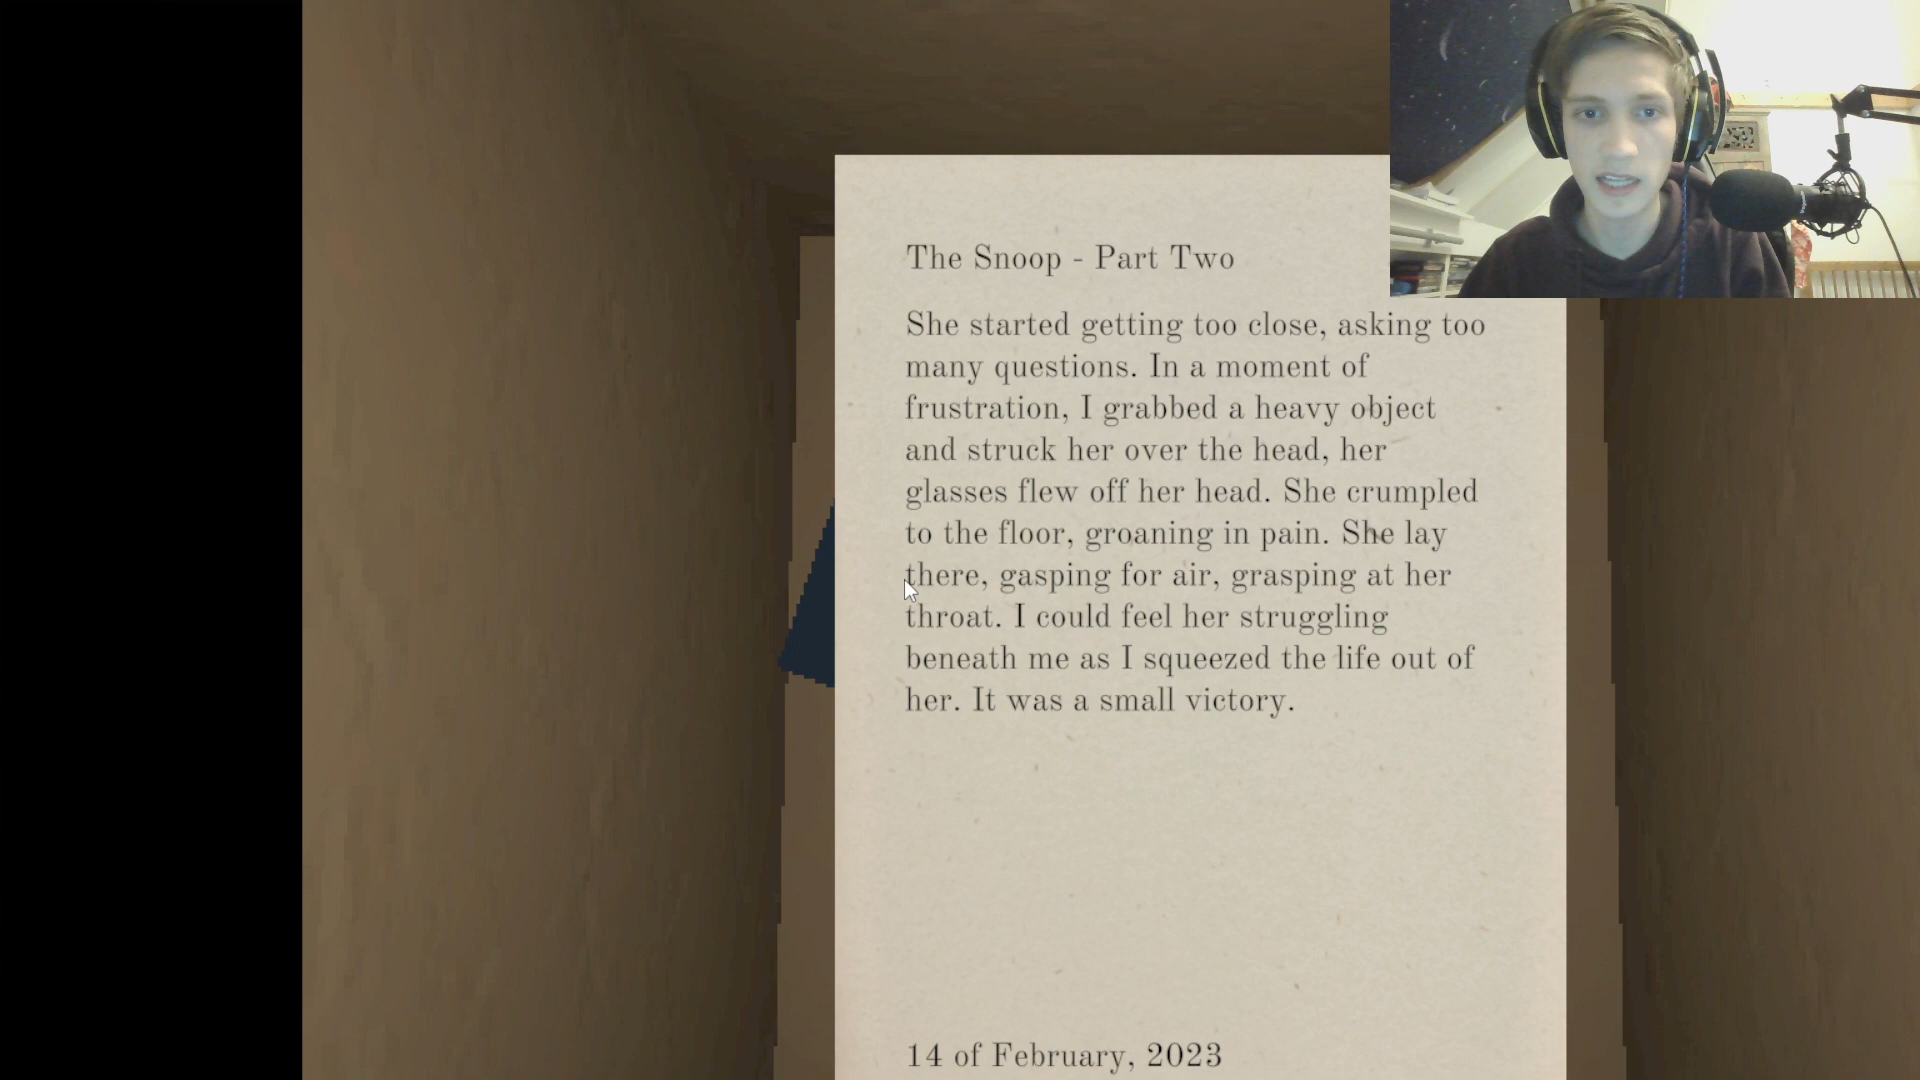 The Snoop - Part Two
She started getting too close, asking too
many questions. In a moment of
frustration, I grabbed a heavy object
and struck her over the head, her
glasses flew off her head. She crumpled
to the floor, groaning in pain. She lay
there, gasping for air, grasping at her
throat. I could feel her struggling
beneath me as I squeezed the life out of
her. It was a small victory.
14 of February, 2023